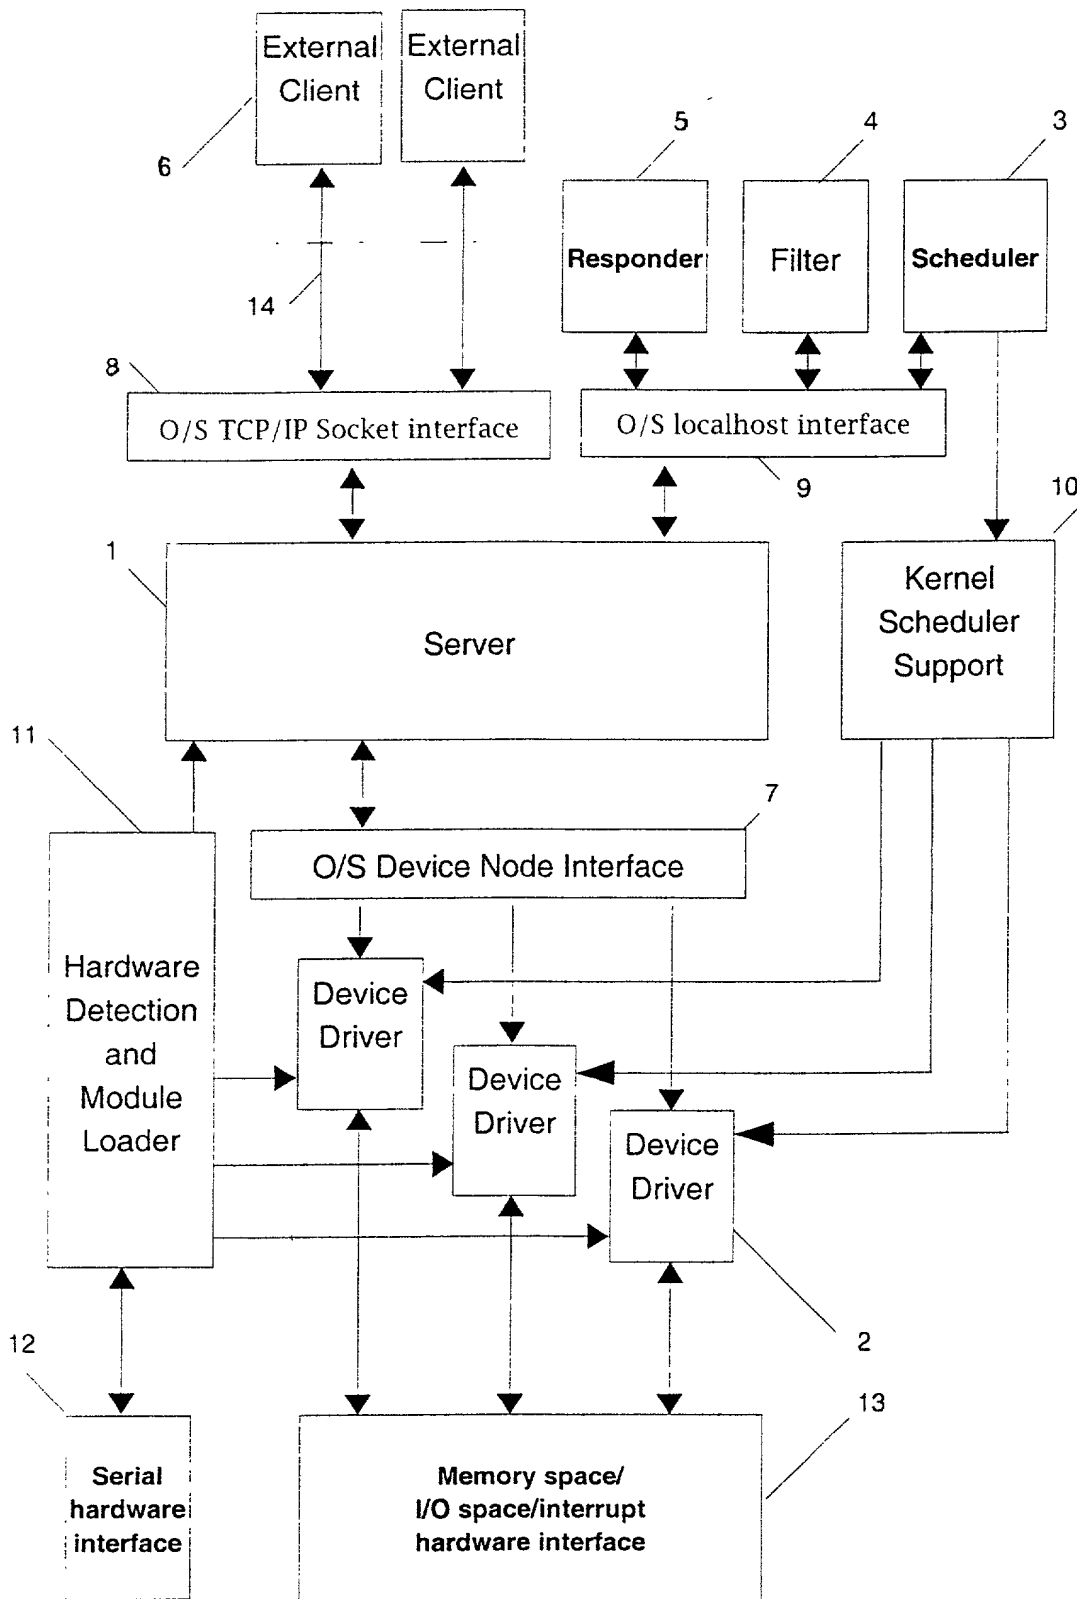 External
Client
External
Client
6
5
4
3
Responder
Filter
Scheduler
14
8
O/S TCP/IP Socket interface
O/S localhost interface
9
10
1
Server
Kernel
Scheduler
Support
11
7
O/S Device Node Interface
Hardware
Detection
and
Module
Loader
Device
Driver
Device
Driver
Device
Driver
2
12
13
Serial
hardware
interface
Memory space/
I/O space/interrupt
hardware interface